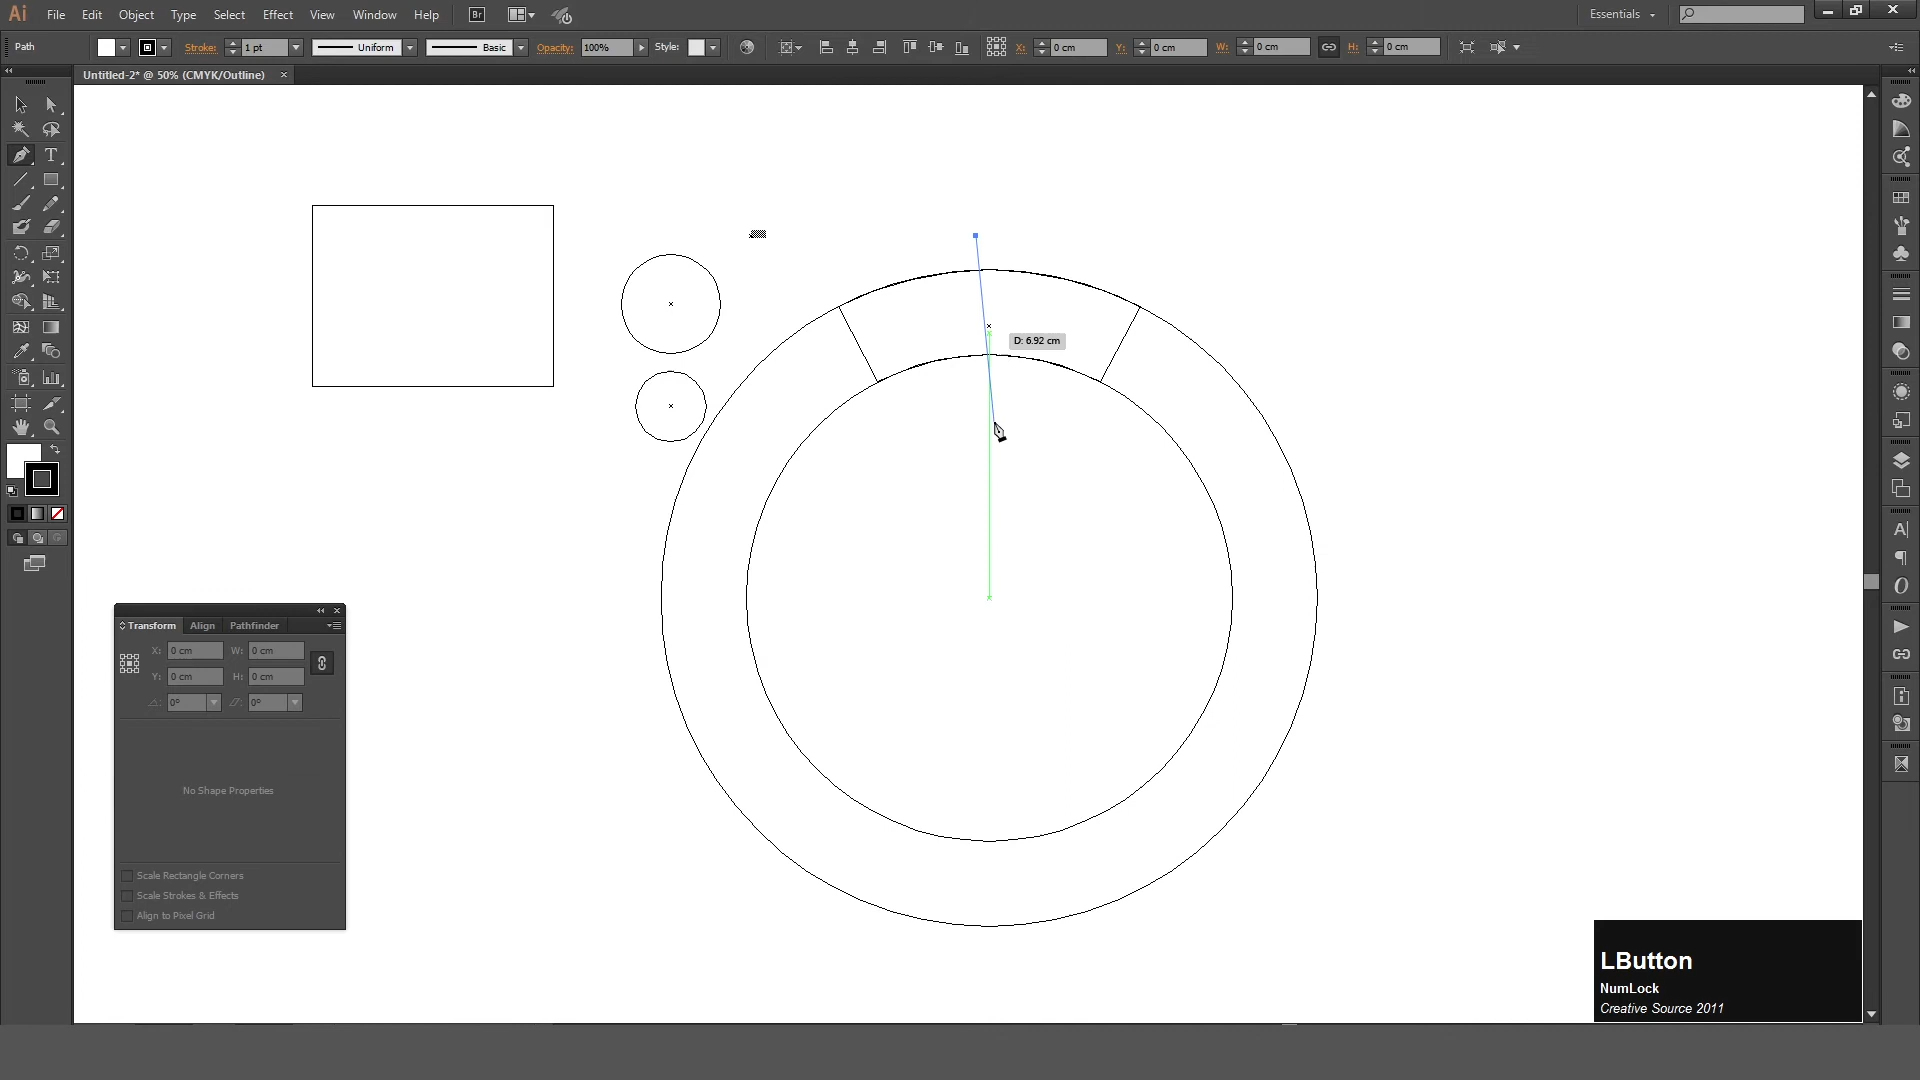 Ai File Edit Object Type Select Effect View Window Help Br Essentials
Path Stroke: 1 pt Uniform Basic Opacity: 100% Style: X: 0 cm Y: 0 cm W: 0 cm H: 0 cm
Untitled-2* @ 50% (CMYK/Outline) ×
D: 6.92 cm
Transform Align Pathfinder
X: 0 cm W: 0 cm
Y: 0 cm H: 0 cm
0° 0°
No Shape Properties
Scale Rectangle Corners
Scale Strokes & Effects
Align to Pixel Grid
LButton
NumLock
Creative Source 2011